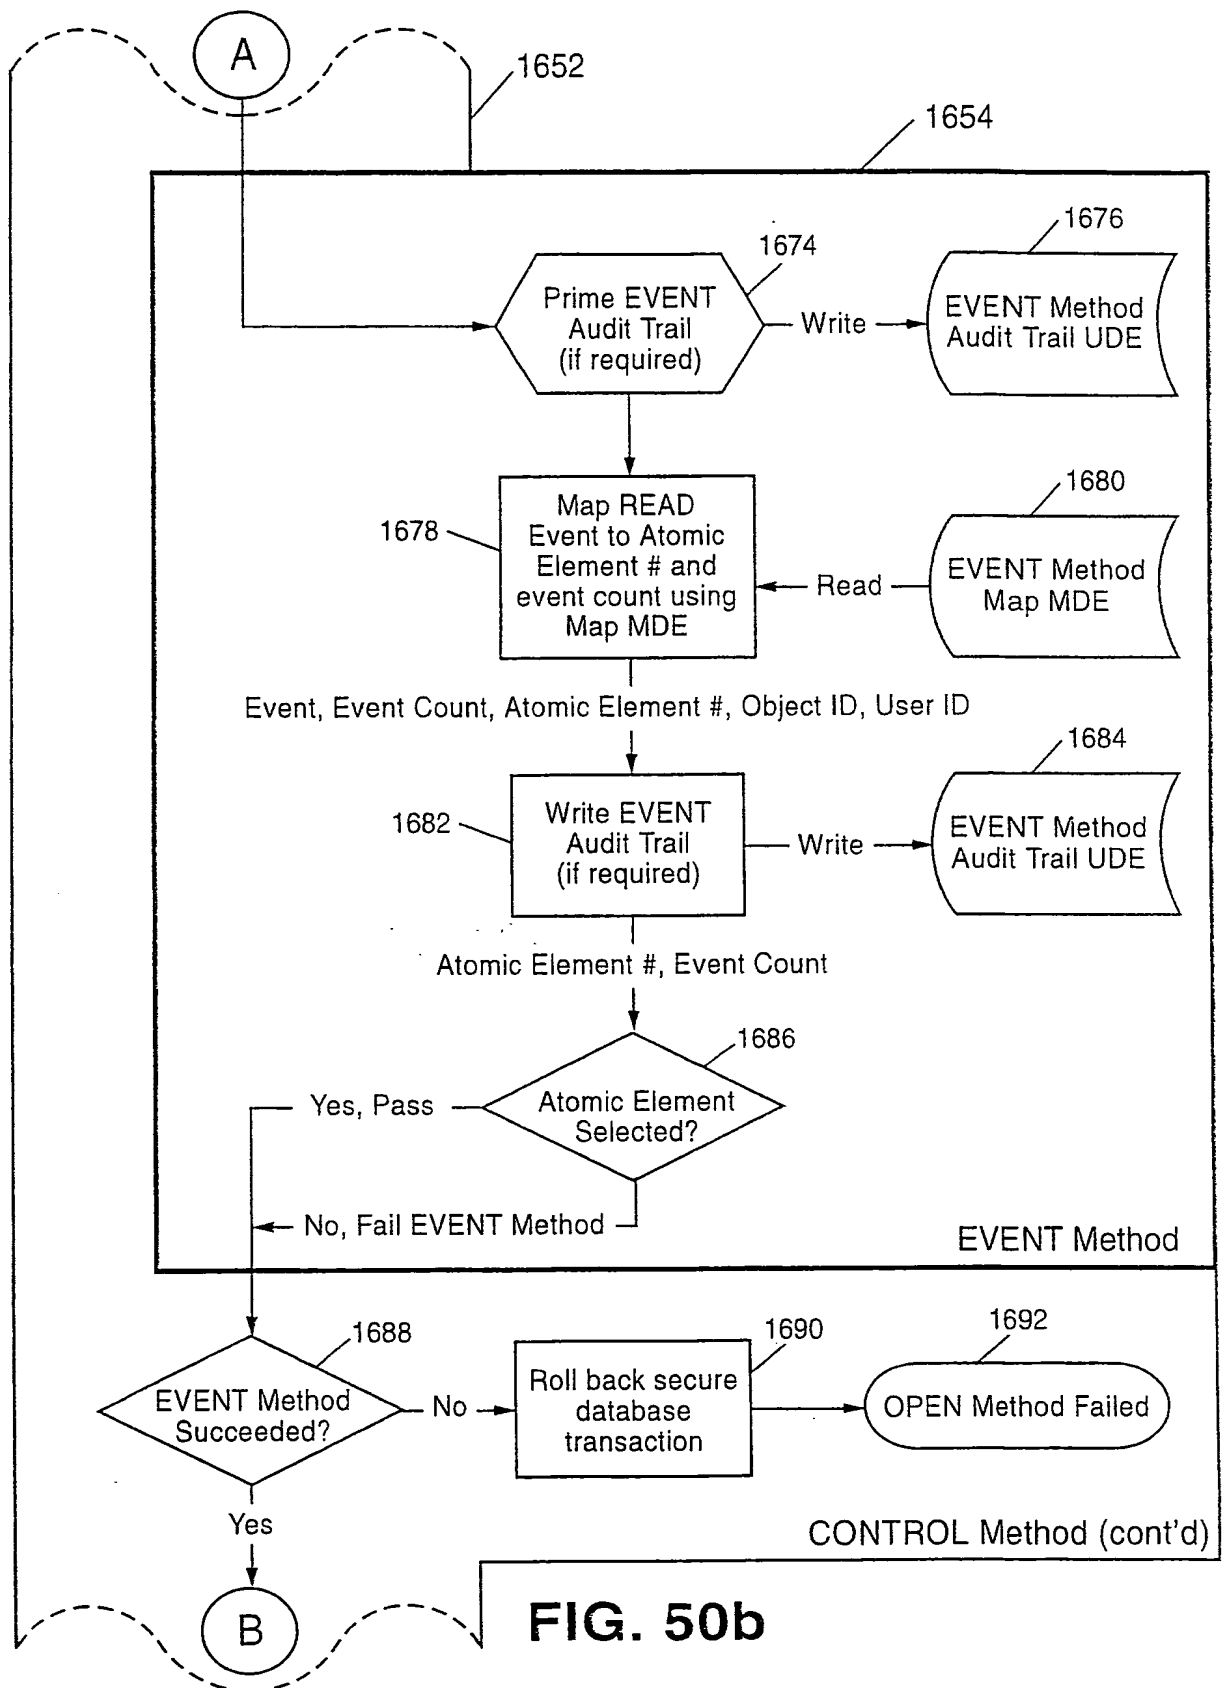 A
1652
1654
1674
1676
Prime EVENT
Audit Trail
(if required)
Write
EVENT Method
Audit Trail UDE
1678
Map READ
Event to Atomic
Element # and
event count using
Map MDE
Read
1680
EVENT Method
Map MDE
Event, Event Count, Atomic Element #, Object ID, User ID
1682
Write EVENT
Audit Trail
(if required)
Write
1684
EVENT Method
Audit Trail UDE
Atomic Element #, Event Count
1686
Atomic Element
Selected?
Yes, Pass
No, Fail EVENT Method
EVENT Method
1688
EVENT Method
Succeeded?
No
1690
Roll back secure
database
transaction
1692
OPEN Method Failed
Yes
CONTROL Method (cont'd)
B
FIG. 50b